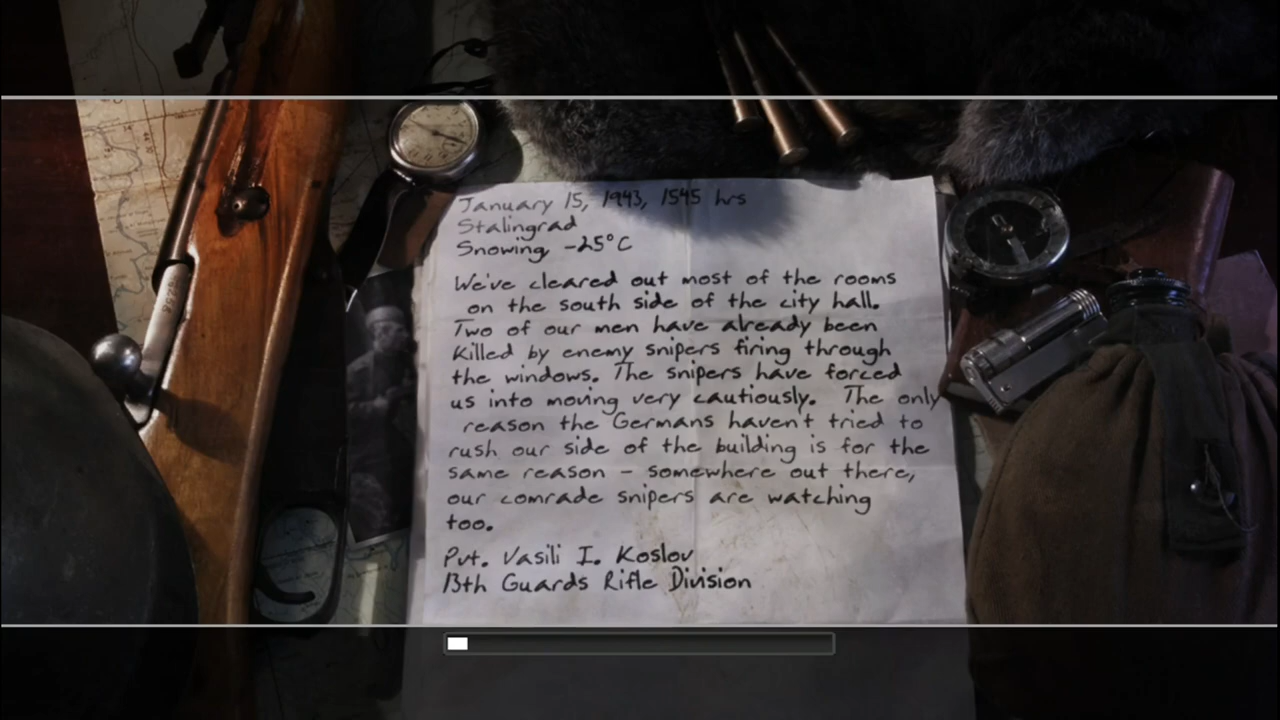 January 15, 1943, 1545 hrs
Stalingrad
Snowing -25°C
We've cleared out most of the rooms
on the south side of the city hall.
Two of our men have already been
killed by enemy snipers firing through
the windows. The snipers have forced
us into moving very cautiously. The only
reason the Germans haven't tried to
rush our side of the building is for the
same reason - somewhere out there,
our comrade snipers are watching
too.
Pvt. Vasili I. Koslov
13th Guards Rifle Division